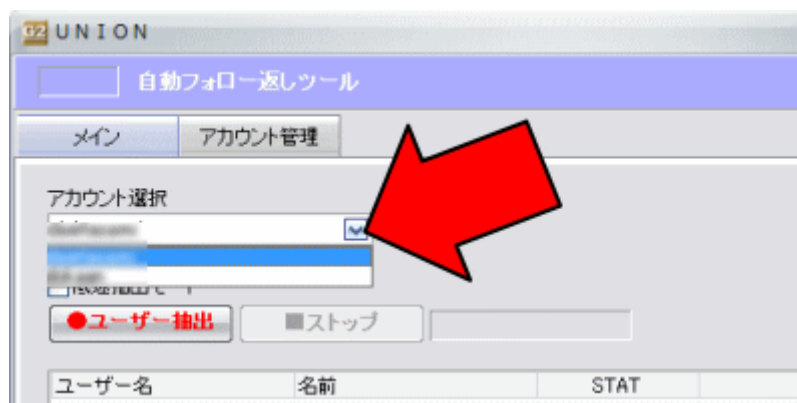 UNION
自動フォロー返しツール
メイン アカウント管理
アカウント選択
●ユーザー抽出 ■ストップ
ユーザー名 名前 STAT